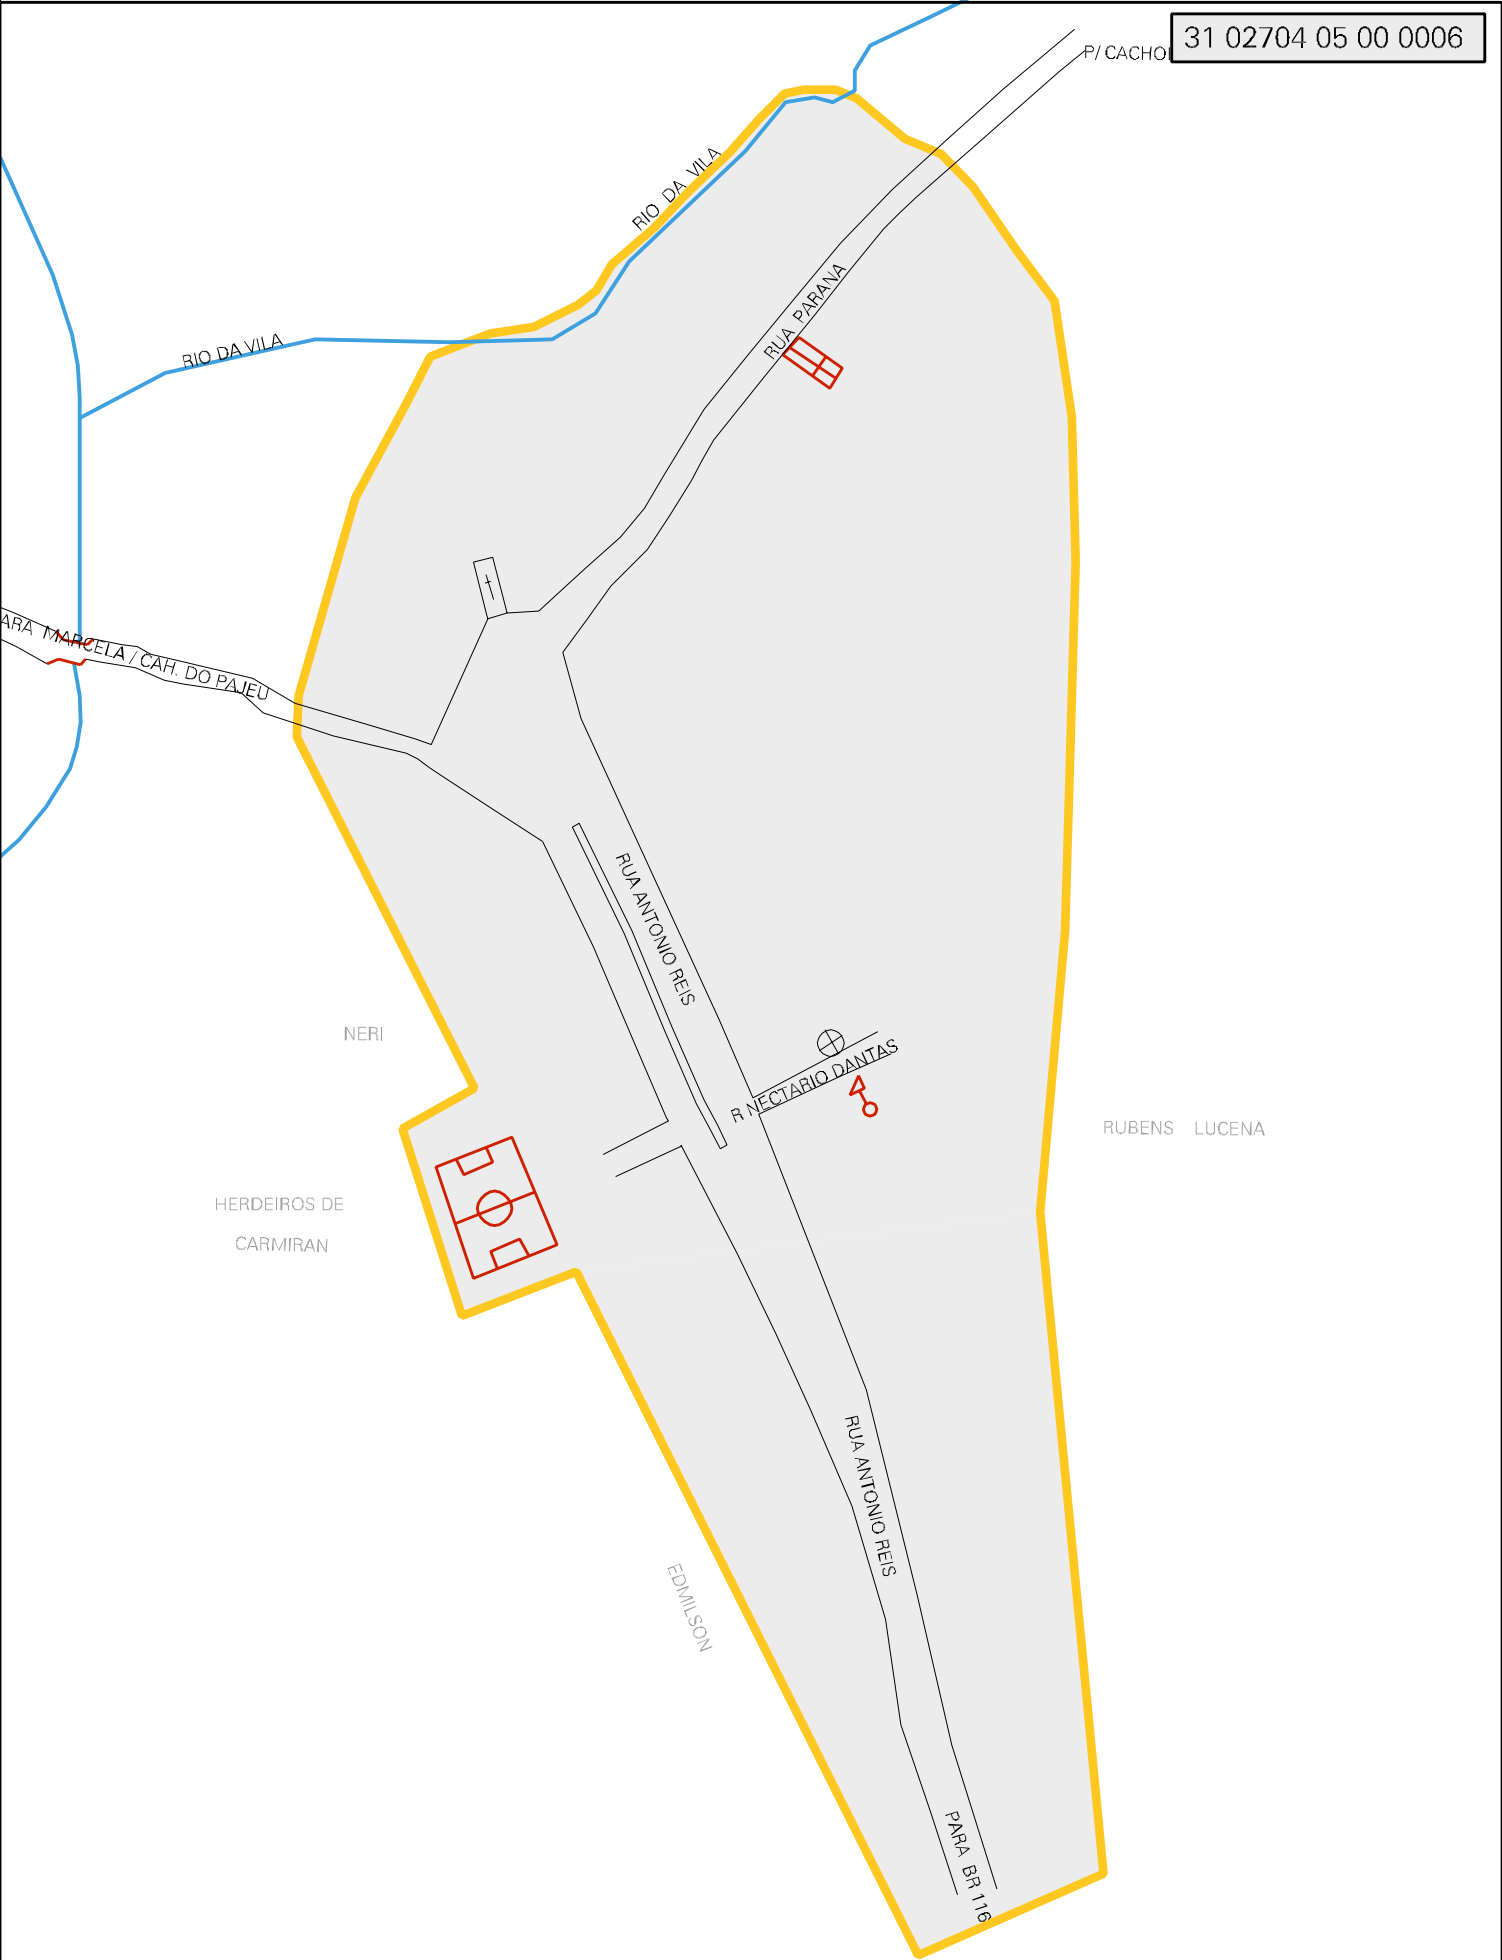 31 02704 05 00 0006
P/ CACHOI
RIO DA VILA
RUA PARANA
RIO DA VILA
ARA MARCELA / CAH. DO PAJEU
RUA ANTONIO REIS
NERI
R NECTARIO DANTAS
RUBENS LUCENA
HERDEIROS DE
CARMIRAN
RUA ANTONIO REIS
EDMILSON
PARA BR 116